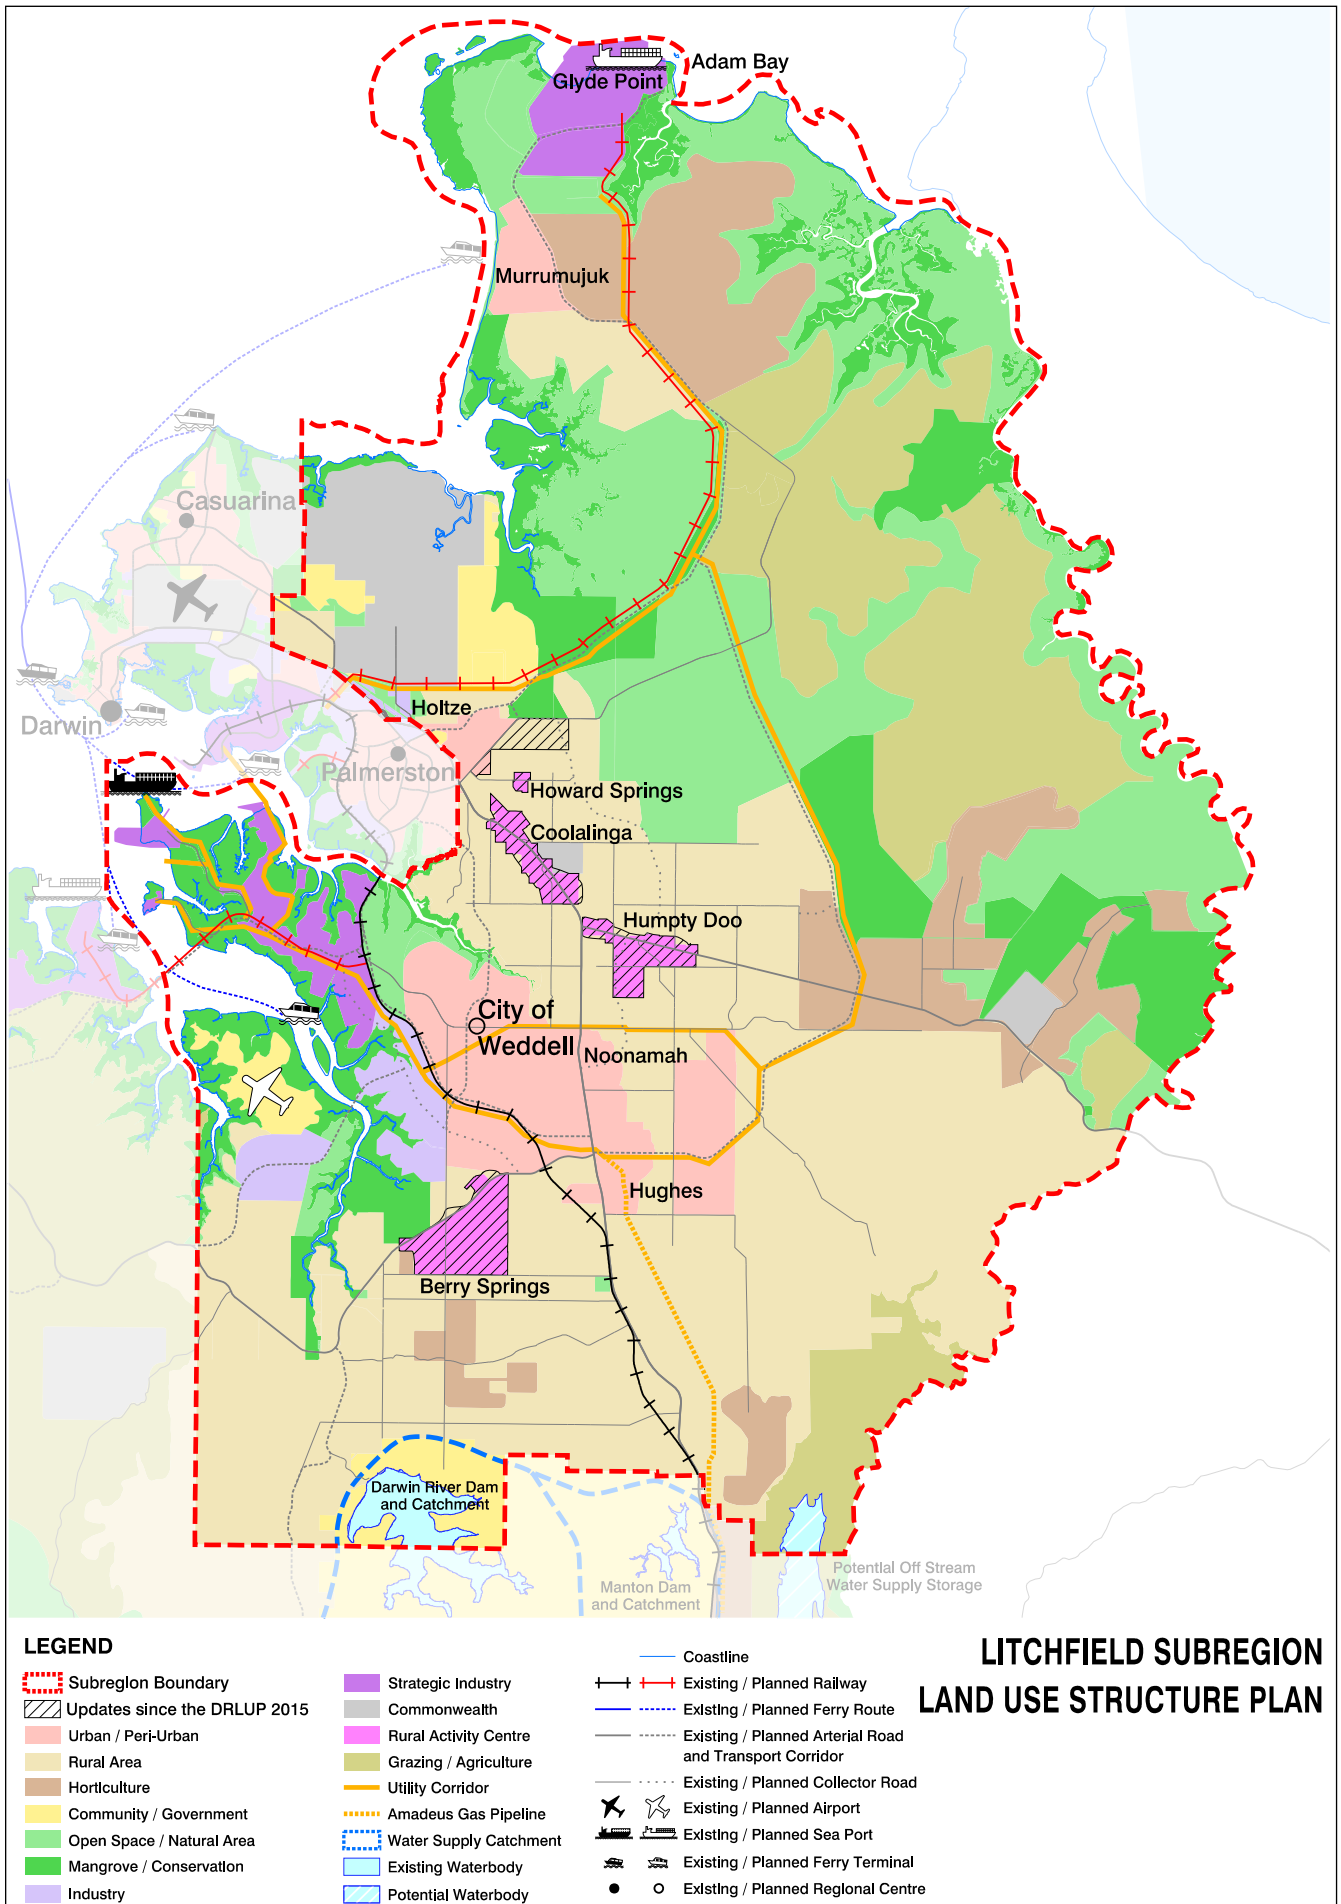 Adam Bay
Glyde Point
Murrumujuk
Casuarina
Holtze
Darwin
Palmerston
Howard Springs
Coolalinga
Humpty Doo
City of
Weddell
Noonamah
Hughes
Berry Springs
Darwin River Dam
and Catchment
Manton Dam
and Catchment
Potential Off Stream
Water Supply Storage
LITCHFIELD SUBREGION
LAND USE STRUCTURE PLAN
LEGEND
Subregion Boundary
Updates since the DRLUP 2015
Urban / Peri-Urban
Rural Area
Horticulture
Community / Government
Open Space / Natural Area
Mangrove / Conservation
Industry
Strategic Industry
Commonwealth
Rural Activity Centre
Grazing / Agriculture
Utility Corridor
Amadeus Gas Pipeline
Water Supply Catchment
Existing Waterbody
Potential Waterbody
Coastline
Existing / Planned Railway
Existing / Planned Ferry Route
Existing / Planned Arterial Road
and Transport Corridor
Existing / Planned Collector Road
Existing / Planned Airport
Existing / Planned Sea Port
Existing / Planned Ferry Terminal
Existing / Planned Regional Centre